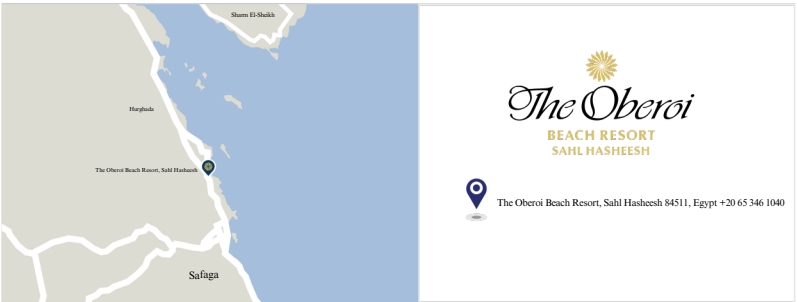 Sharm El-Sheikh
Hurghada
The Oberoi Beach Resort, Sahl Hasheesh
Safaga
The Oberoi
BEACH RESORT
SAHL HASHEESH
The Oberoi Beach Resort, Sahl Hasheesh 84511, Egypt +20 65 346 1040